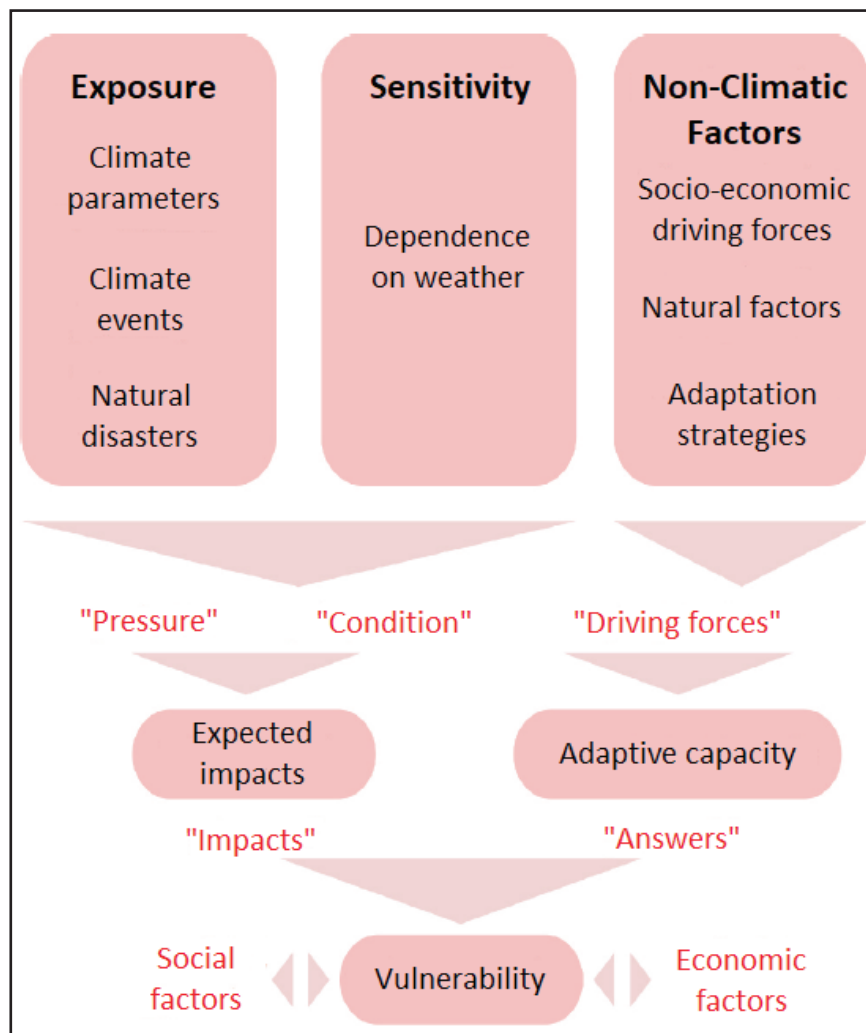 Exposure
Climate
parameters
Climate
events
Natural
disasters
Sensitivity
Dependence
on weather
Non-Climatic
Factors
Socio-economic
driving forces
Natural factors
Adaptation
strategies
"Pressure"
"Condition"
"Driving forces"
Expected
impacts
Adaptive capacity
"Impacts"
"Answers"
Social
factors
Vulnerability
Economic
factors